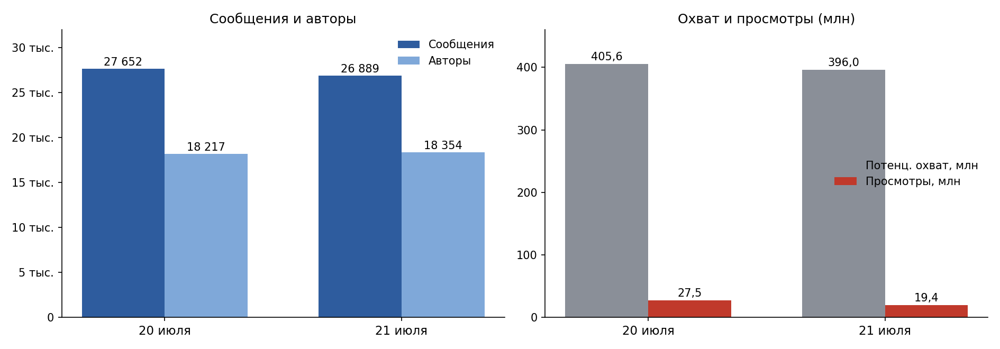 Сообщения и авторы
30 тыс.
25 тыс.
20 тыс.
15 тыс.
10 тыс.
5 тыс.
0
27 652
18 217
26 889
18 354
Сообщения
Авторы
20 июля
21 июля
Охват и просмотры (млн)
400
300
200
100
0
405,6
27,5
396,0
19,4
Потенц. охват, млн
Просмотры, млн
20 июля
21 июля